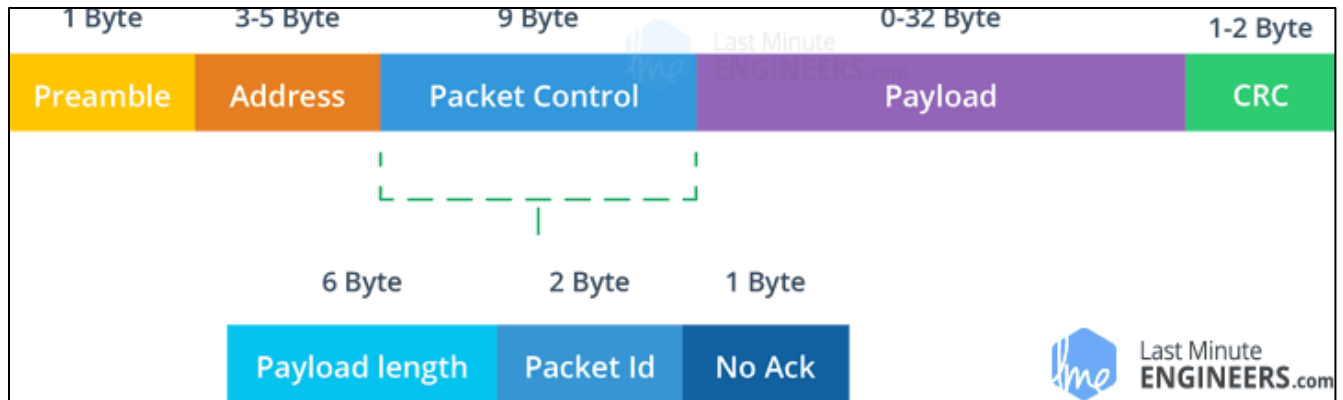 1 Byte 3-5 Byte 9 Byte 0-32 Byte 1-2 Byte
Last Minute
ENGINEERS.com
Preamble Address Packet Control Payload CRC
6 Byte 2 Byte 1 Byte
Payload length Packet Id No Ack
lme Last Minute
ENGINEERS.com